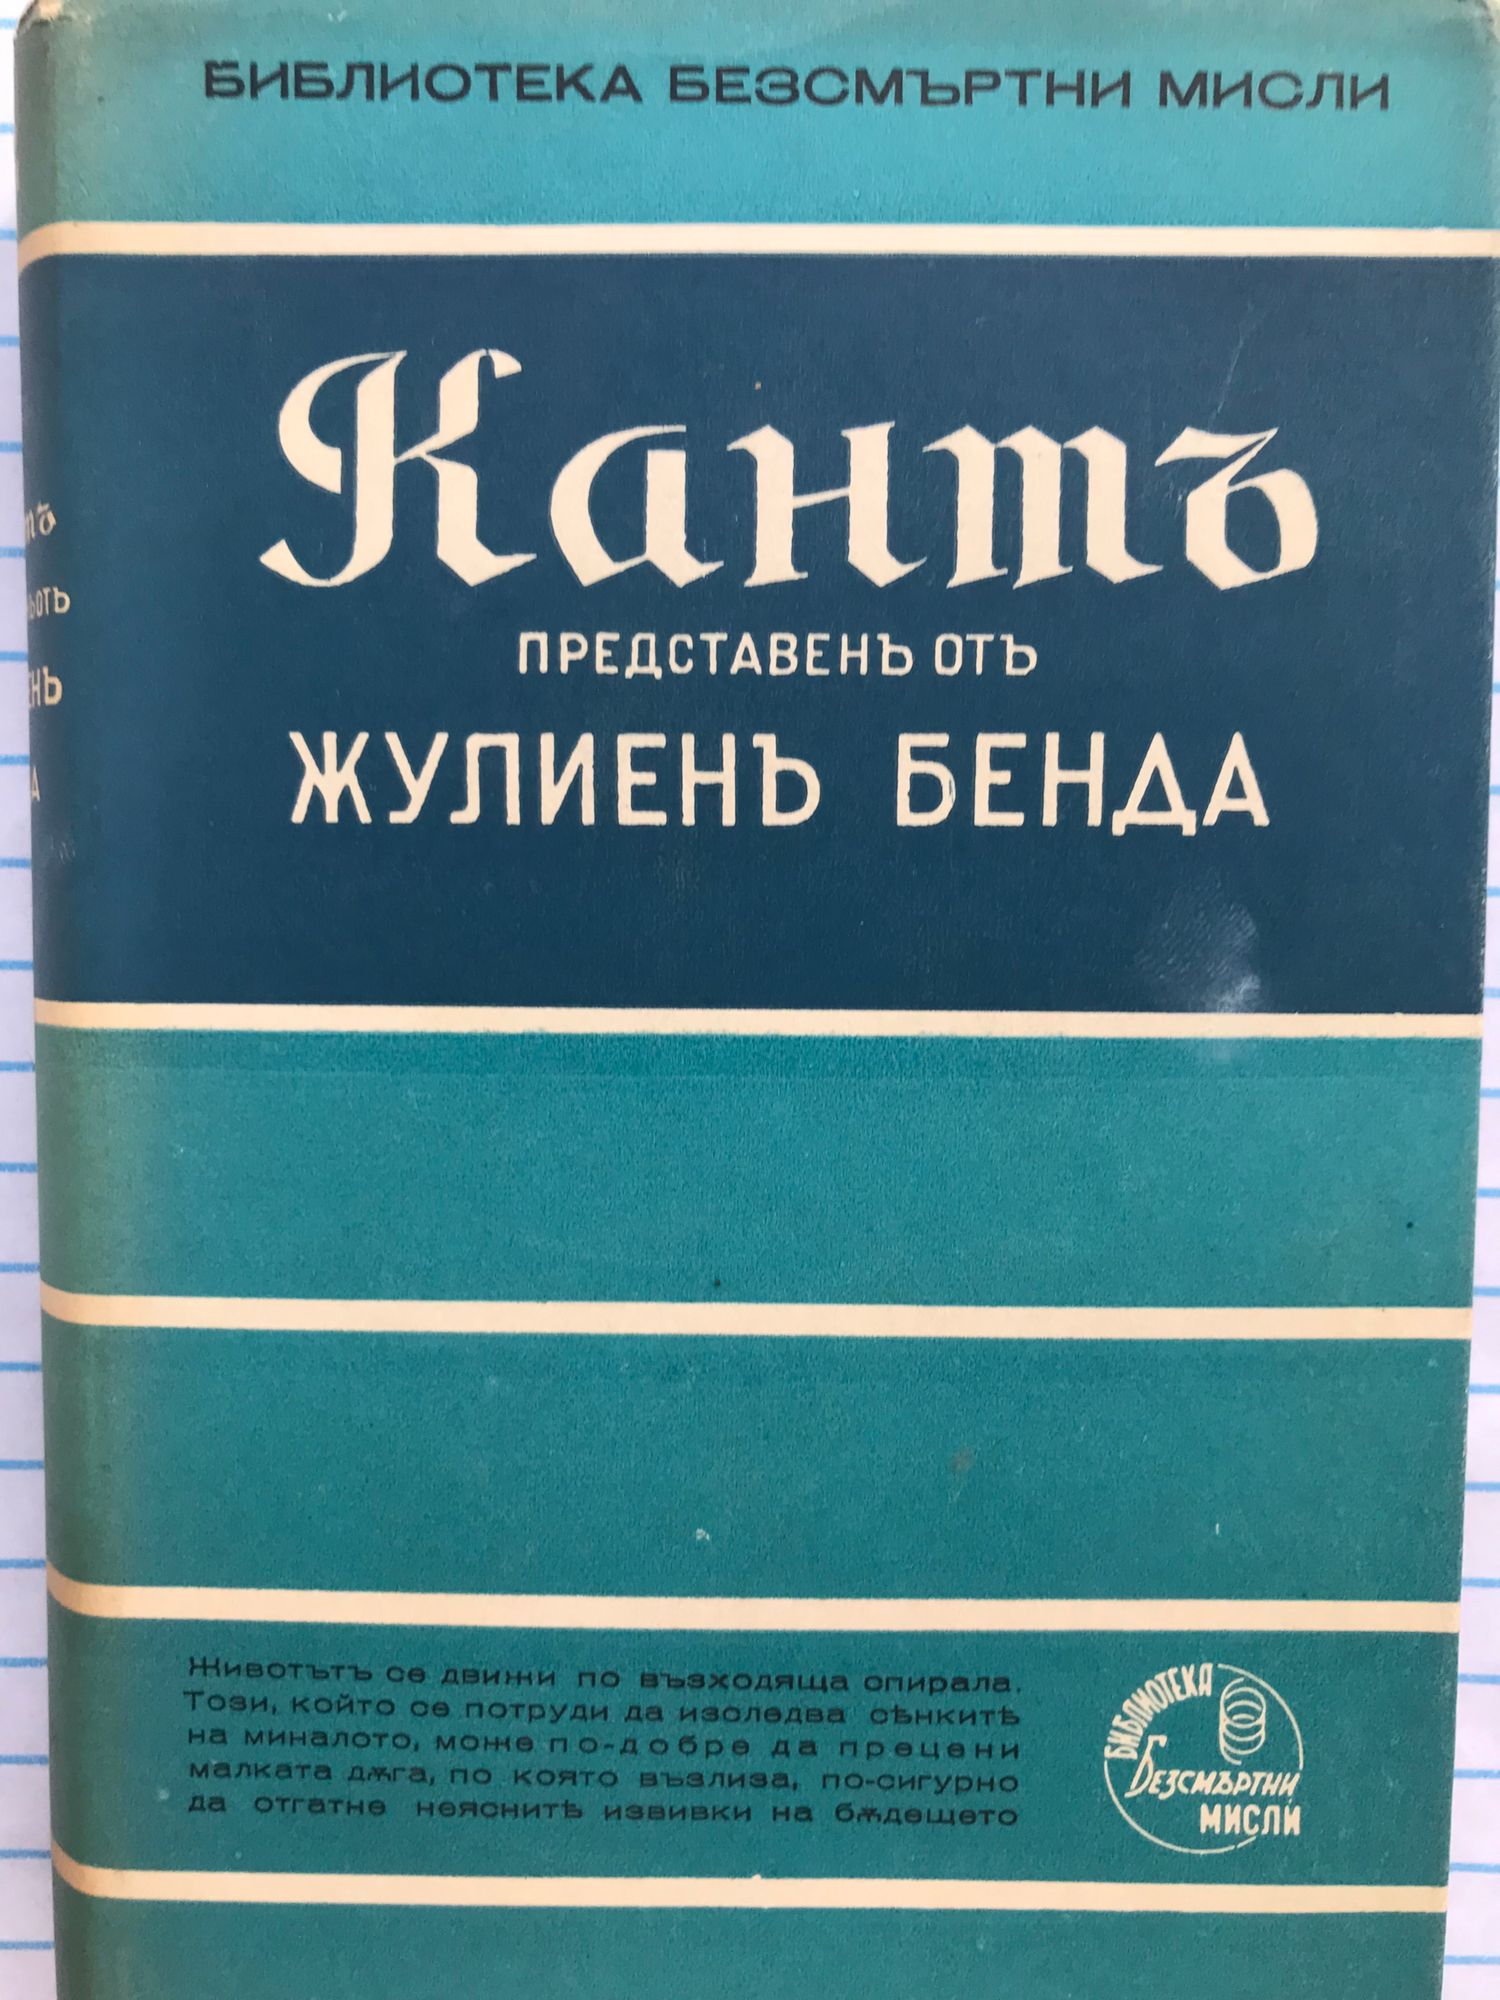 БИБЛИОТЕКА БЕЗСМЪРТНИ МИСЛИ
Кантъ
ПРЕДСТАВЕНЪ ОТЪ
ЖУЛИЕНЪ БЕНДА
Животътъ се движи по възходяща спирала.
Този, който се потруди да изследва сѣнкитѣ
на миналото, може по-добре да прецени
малката дѫга, по която възлиза, по-сигурно
да отгатне неяснитѣ извивки на бѫдещето
БИБЛИОТЕКА
БЕЗСМЪРТНИ
МИСЛИ